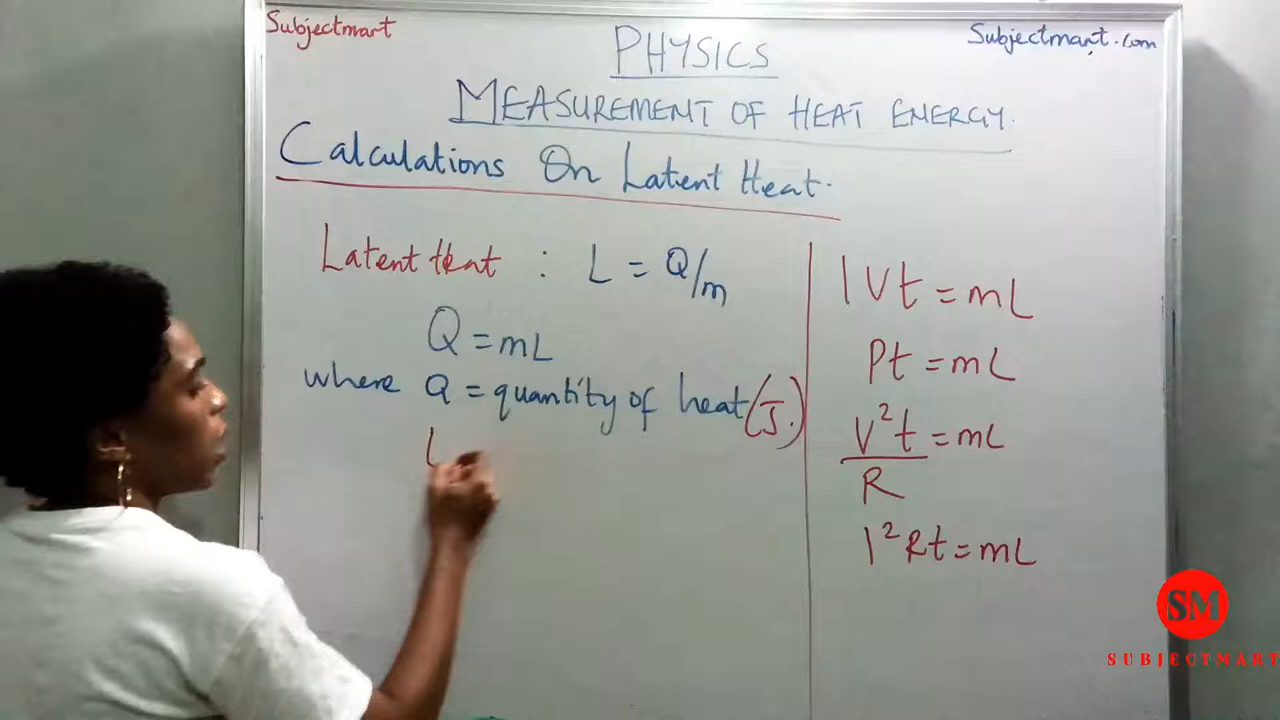 Subjectmart
Subjectmart.com
PHYSICS
MEASUREMENT OF HEAT ENERGY.
Calculations On Latent Heat.
Latent Heat : L = Q/m
Q = mL
where Q = quantity of heat (J.)
L
IVt = mL
Pt = mL
V²t = mL
R
I²Rt = mL
SM
SUBJECTMART